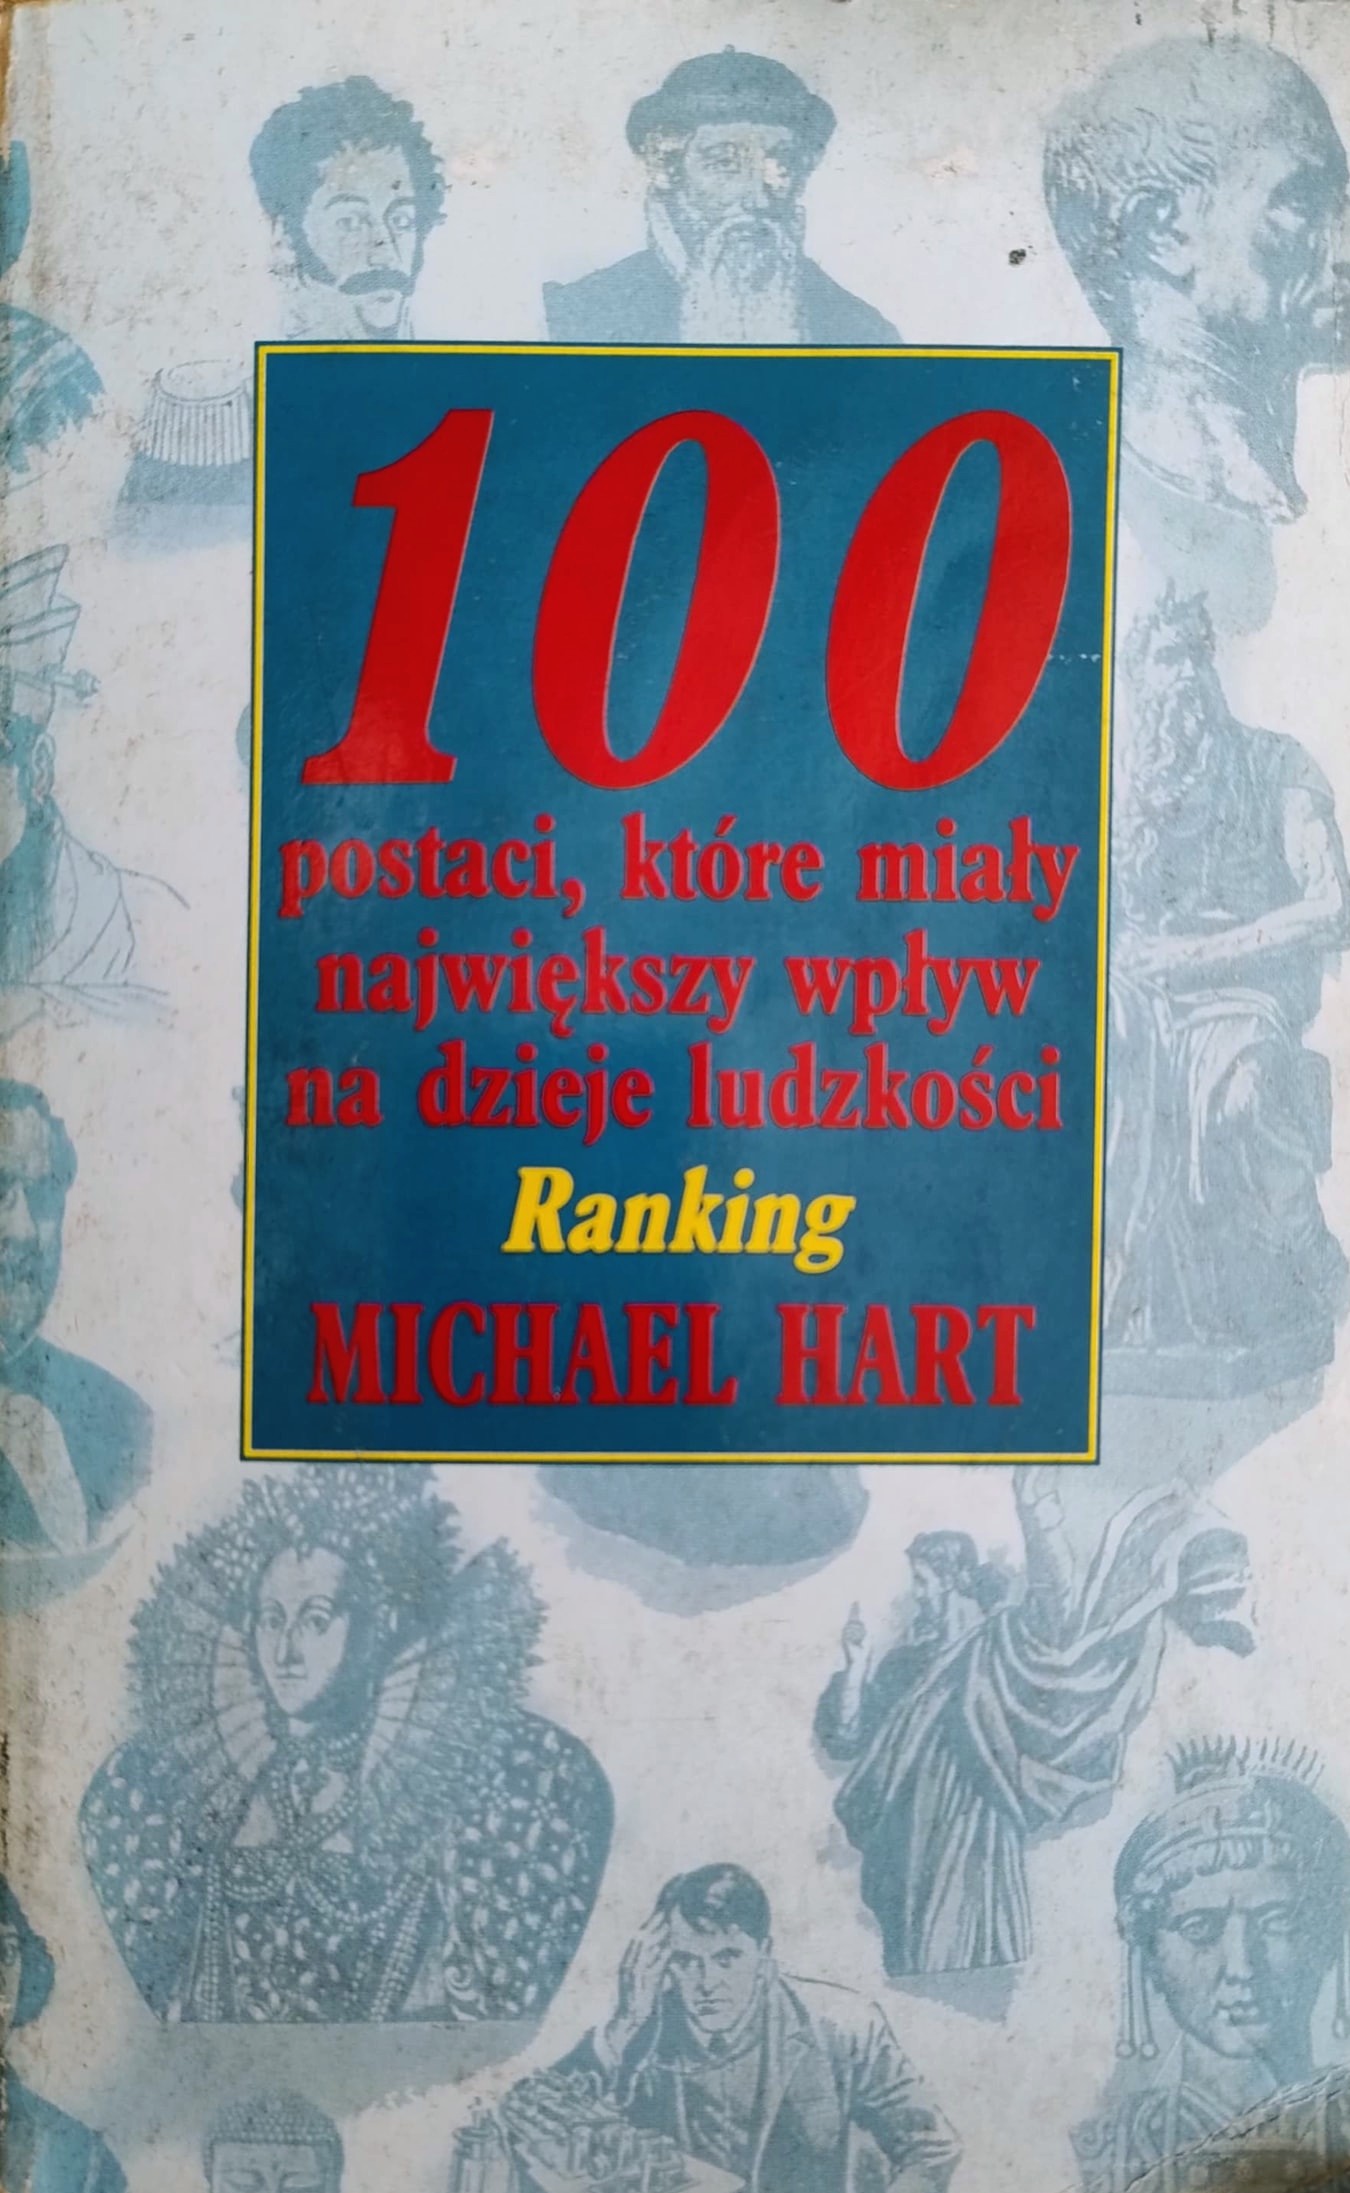 100
postaci, które miały
największy wpływ
na dzieje ludzkości
Ranking
MICHAEL HART